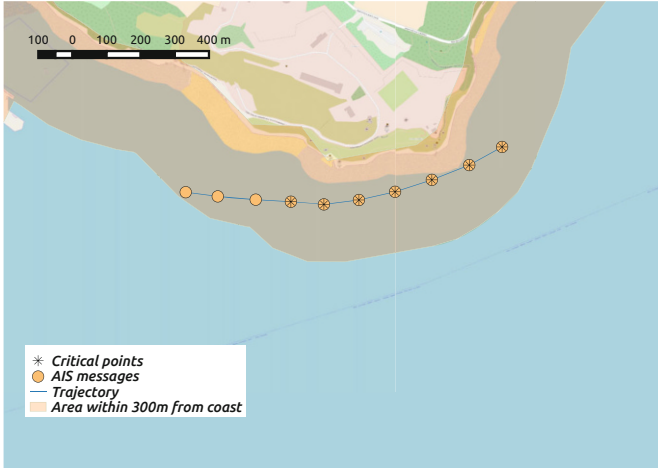 100 0 100 200 300 400 m
Critical points
AIS messages
Trajectory
Area within 300m from coast